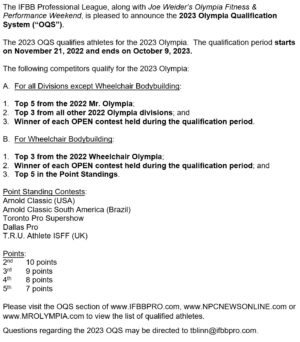 The IFBB Professional League, along with Joe Weider's Olympia Fitness &
Performance Weekend, is pleased to announce the 2023 Olympia Qualification
System ("OQS").
The 2023 OQS qualifies athletes for the 2023 Olympia. The qualification period starts
on November 21, 2022 and ends on October 9, 2023.
The following competitors qualify for the 2023 Olympia:
A. For all Divisions except Wheelchair Bodybuilding:
1. Top 5 from the 2022 Mr. Olympia;
2. Top 3 from all other 2022 Olympia divisions; and
3. Winner of each OPEN contest held during the qualification period.
B. For Wheelchair Bodybuilding:
1. Top 3 from the 2022 Wheelchair Olympia;
2. Winner of each OPEN contest held during the qualification period; and
3. Top 5 in the Point Standings.
Point Standing Contests:
Arnold Classic (USA)
Arnold Classic South America (Brazil)
Toronto Pro Supershow
Dallas Pro
T.R.U. Athlete ISFF (UK)
Points:
2nd 10 points
3rd 9 points
4th 8 points
5th 7 points
Please visit the OQS section of www.IFBBPRO.com, www.NPCNEWSONLINE.com or
www.MROLYMPIA.com to view the list of qualified athletes.
Questions regarding the 2023 OQS may be directed to tblinn@ifbbpro.com.